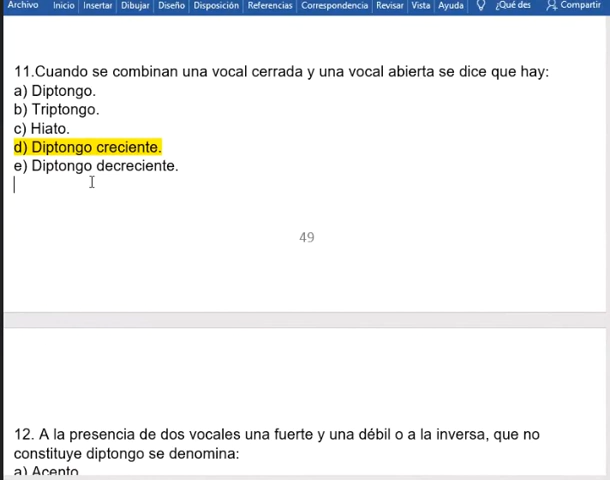 Archivo Inicio Insertar Dibujar Diseño Disposición Referencias Correspondencia Revisar Vista Ayuda ¿Qué des Compartir
11.Cuando se combinan una vocal cerrada y una vocal abierta se dice que hay:
a) Diptongo.
b) Triptongo.
c) Hiato.
d) Diptongo creciente.
e) Diptongo decreciente.
49
12. A la presencia de dos vocales una fuerte y una débil o a la inversa, que no
constituye diptongo se denomina:
a) Acento